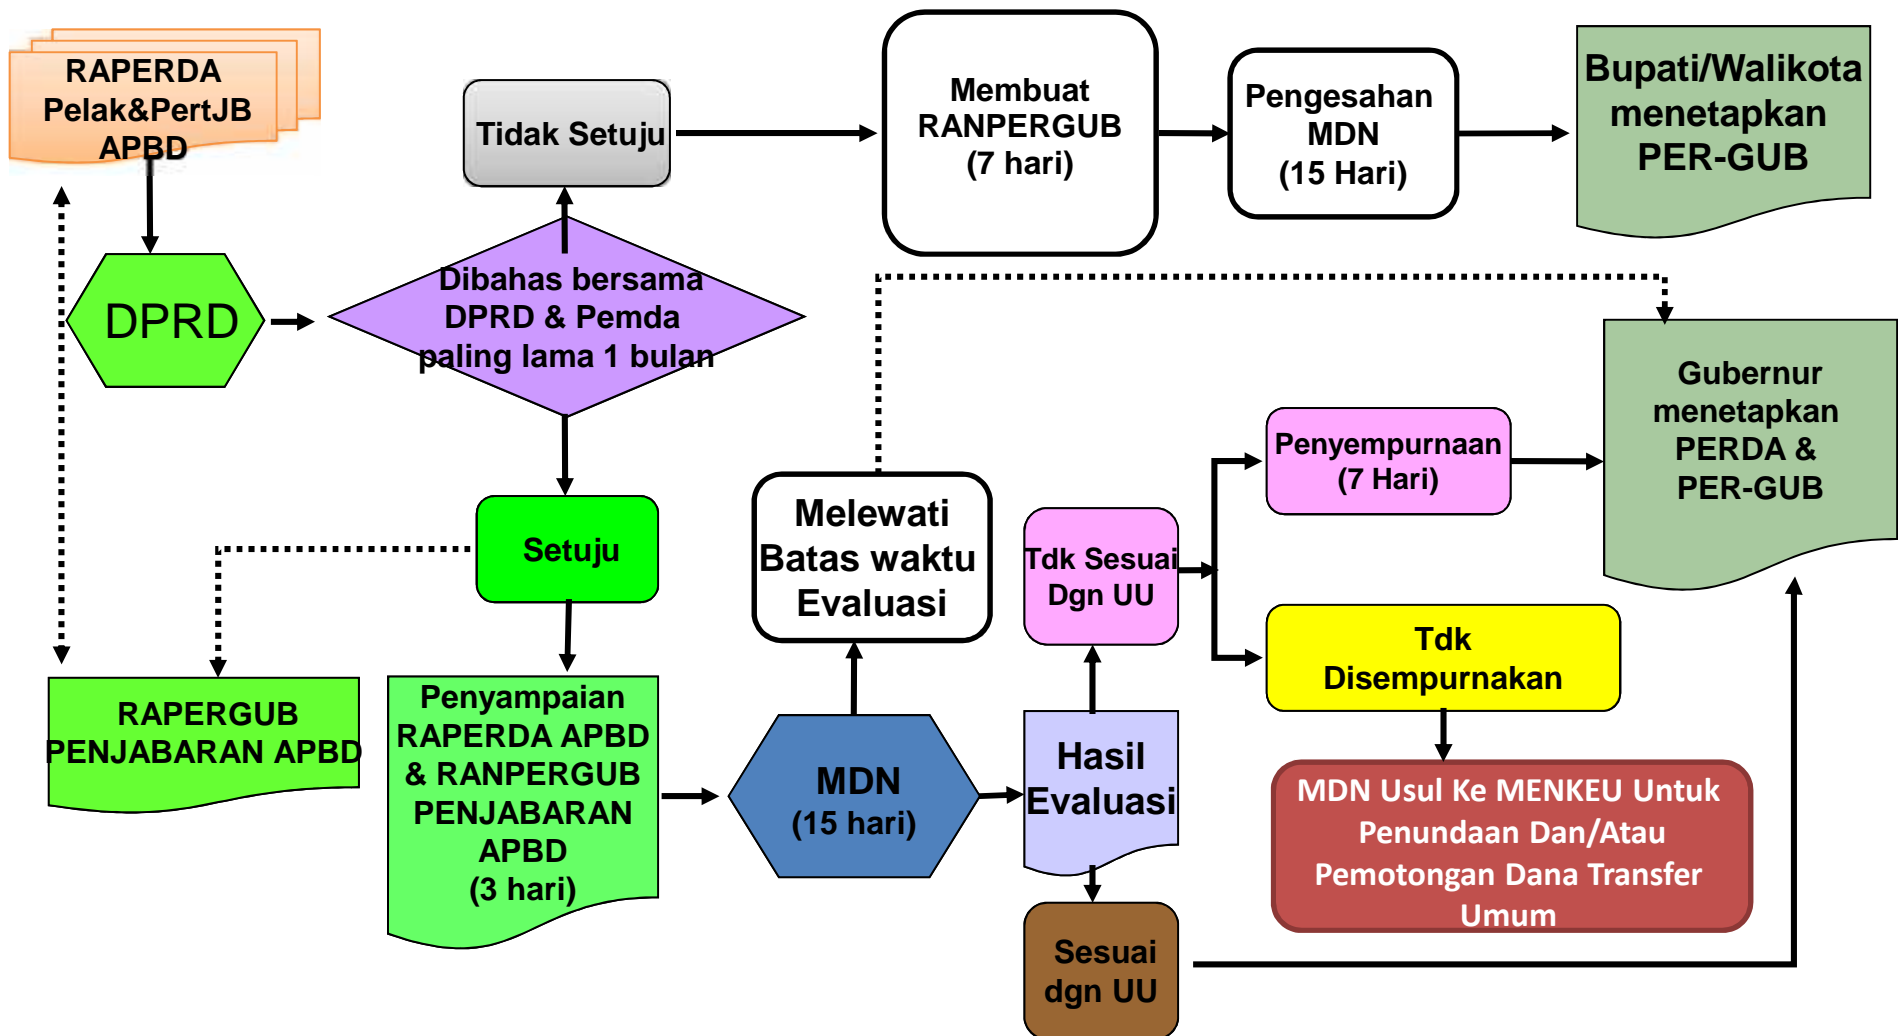 RAPERDA
Pelak&PertJB
APBD
Tidak Setuju
Membuat
RANPERGUB
(7 hari)
Pengesahan
MDN
(15 Hari)
Bupati/Walikota
menetapkan
PER-GUB
DPRD
Dibahas bersama
DPRD & Pemda
paling lama 1 bulan
Gubernur
menetapkan
PERDA &
PER-GUB
Penyempurnaan
(7 Hari)
Setuju
Melewati
Batas waktu
Evaluasi
Tdk Sesuai
Dgn UU
Tdk
Disempurnakan
RAPERGUB
PENJABARAN APBD
Penyampaian
RAPERDA APBD
& RANPERGUB
PENJABARAN
APBD
(3 hari)
MDN
(15 hari)
Hasil
Evaluasi
MDN Usul Ke MENKEU Untuk
Penundaan Dan/Atau
Pemotongan Dana Transfer
Umum
Sesuai
dgn UU